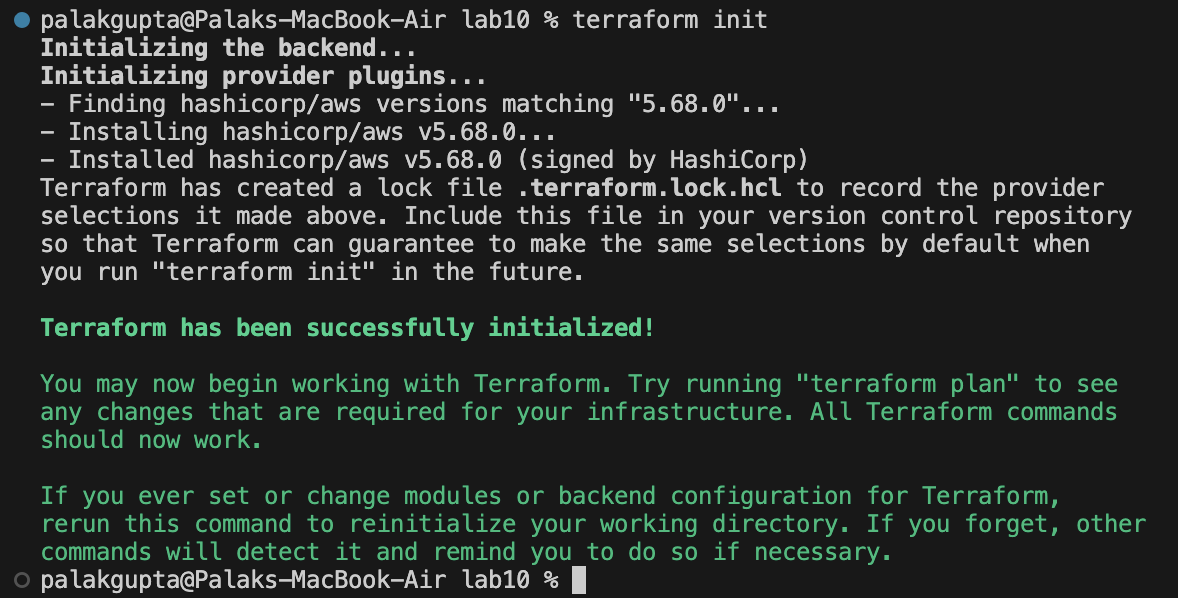 palakgupta@Palaks-MacBook-Air lab10 % terraform init
Initializing the backend...
Initializing provider plugins...
- Finding hashicorp/aws versions matching "5.68.0"...
- Installing hashicorp/aws v5.68.0...
- Installed hashicorp/aws v5.68.0 (signed by HashiCorp)
Terraform has created a lock file .terraform.lock.hcl to record the provider
selections it made above. Include this file in your version control repository
so that Terraform can guarantee to make the same selections by default when
you run "terraform init" in the future.
Terraform has been successfully initialized!
You may now begin working with Terraform. Try running "terraform plan" to see
any changes that are required for your infrastructure. All Terraform commands
should now work.
If you ever set or change modules or backend configuration for Terraform,
rerun this command to reinitialize your working directory. If you forget, other
commands will detect it and remind you to do so if necessary.
palakgupta@Palaks-MacBook-Air lab10 %